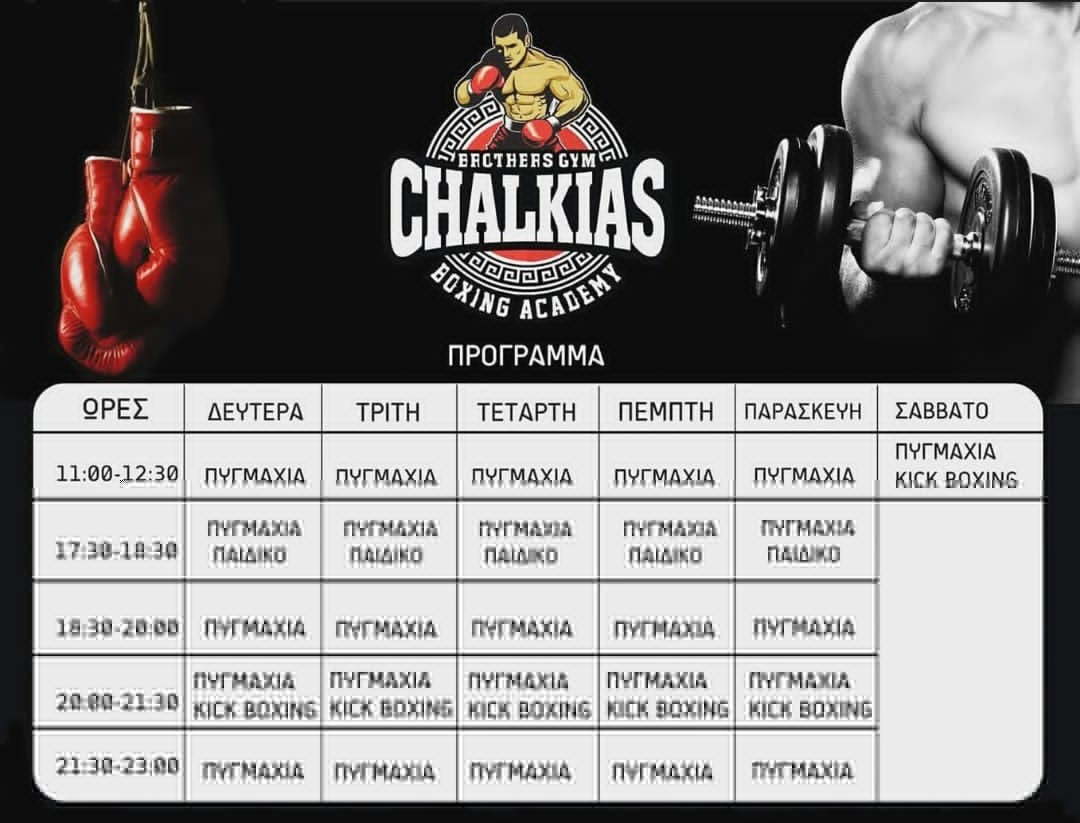 BROTHERS GYM
CHALKIAS
BOXING ACADEMY
ΠΡΟΓΡΑΜΜΑ
ΩΡΕΣ ΔΕΥΤΕΡΑ ΤΡΙΤΗ ΤΕΤΑΡΤΗ ΠΕΜΠΤΗ ΠΑΡΑΣΚΕΥΗ ΣΑΒΒΑΤΟ
11:00-12:30 ΠΥΓΜΑΧΙΑ ΠΥΓΜΑΧΙΑ ΠΥΓΜΑΧΙΑ ΠΥΓΜΑΧΙΑ ΠΥΓΜΑΧΙΑ ΠΥΓΜΑΧΙΑ
KICK BOXING
17:30-18:30 ΠΥΓΜΑΧΙΑ ΠΥΓΜΑΧΙΑ ΠΥΓΜΑΧΙΑ ΠΥΓΜΑΧΙΑ ΠΥΓΜΑΧΙΑ
ΠΑΙΔΙΚΟ ΠΑΙΔΙΚΟ ΠΑΙΔΙΚΟ ΠΑΙΔΙΚΟ ΠΑΙΔΙΚΟ
18:30-20:00 ΠΥΓΜΑΧΙΑ ΠΥΓΜΑΧΙΑ ΠΥΓΜΑΧΙΑ ΠΥΓΜΑΧΙΑ ΠΥΓΜΑΧΙΑ
20:00-21:30 ΠΥΓΜΑΧΙΑ ΠΥΓΜΑΧΙΑ ΠΥΓΜΑΧΙΑ ΠΥΓΜΑΧΙΑ ΠΥΓΜΑΧΙΑ
KICK BOXING KICK BOXING KICK BOXING KICK BOXING KICK BOXING
21:30-23:00 ΠΥΓΜΑΧΙΑ ΠΥΓΜΑΧΙΑ ΠΥΓΜΑΧΙΑ ΠΥΓΜΑΧΙΑ ΠΥΓΜΑΧΙΑ